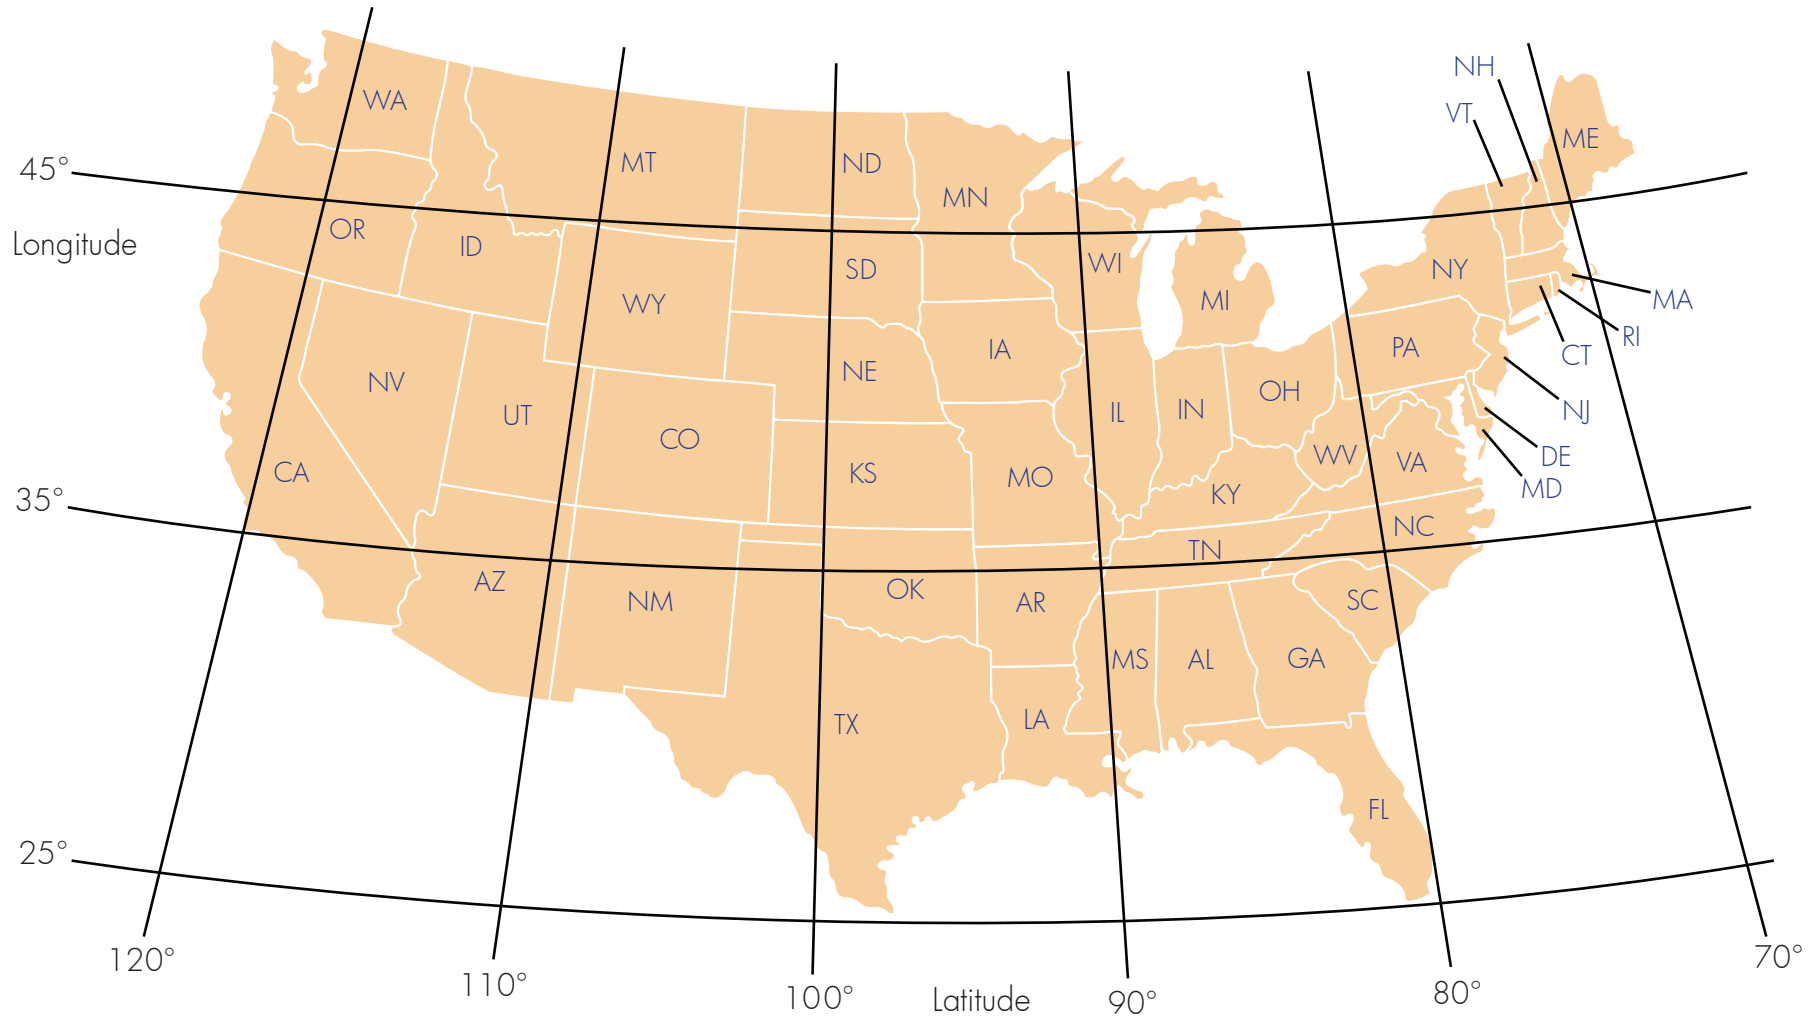 NH
WA
VT
ME
MT
ND
45°
MN
OR
Longitude
ID
WI
SD
NY
WY
MI
MA
RI
IA
PA
CT
NE
NV
OH
UT
IL
IN
NJ
CO
WV
DE
VA
CA
KS
MO
MD
KY
35°
NC
TN
AZ
OK
NM
AR
SC
MS
AL
GA
LA
TX
FL
25°
120°
70°
110°
80°
100°
Latitude
90°